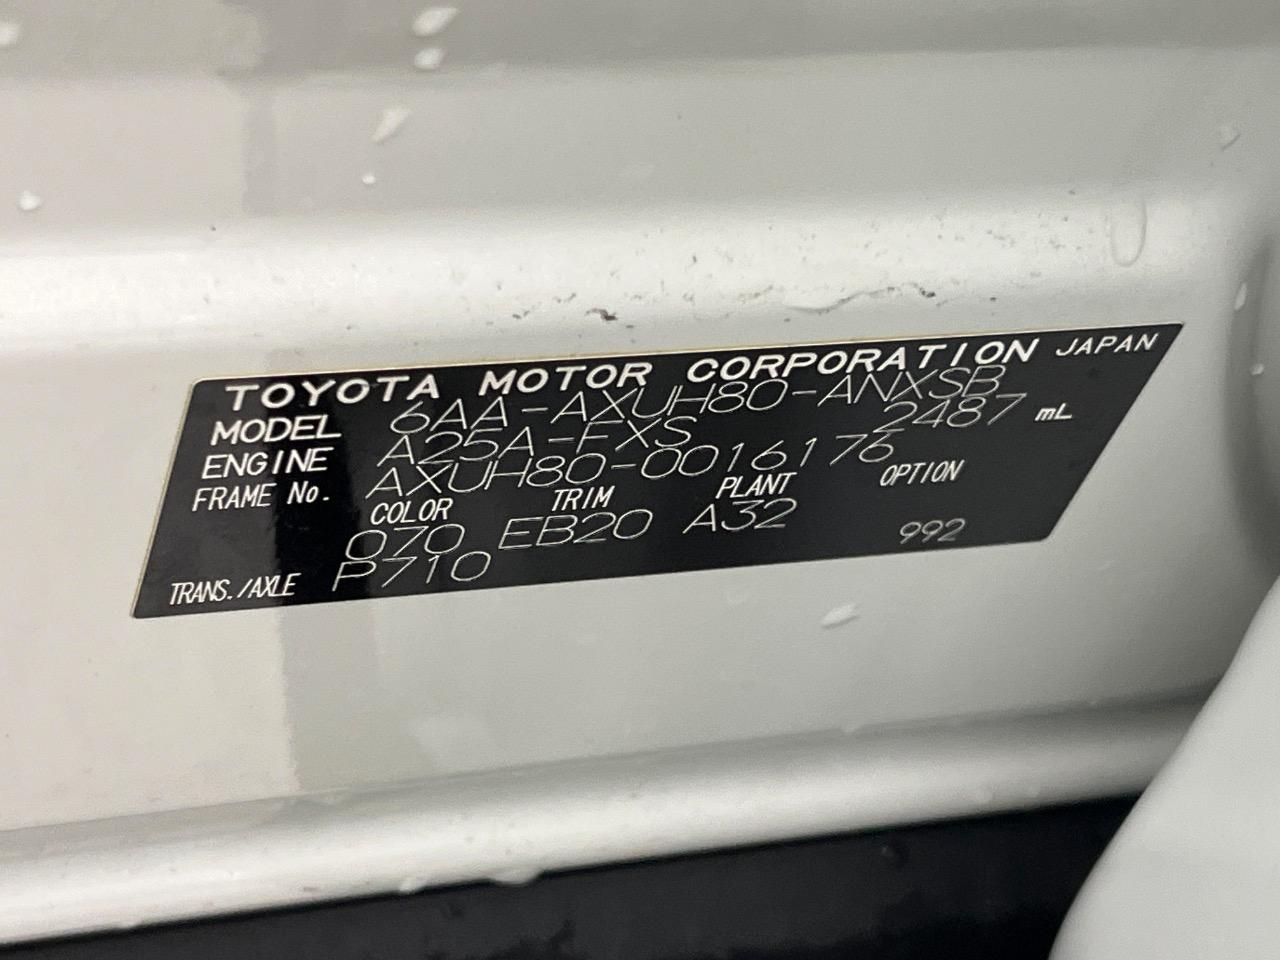 TOYOTA MOTOR CORPORATION JAPAN
MODEL 6AA-AXUH80-ANXSB
ENGINE A25A-FXS 2487 mL
FRAME No. AXUH80-0016176
COLOR TRIM PLANT OPTION
070 EB20 A32 992
TRANS./AXLE P710